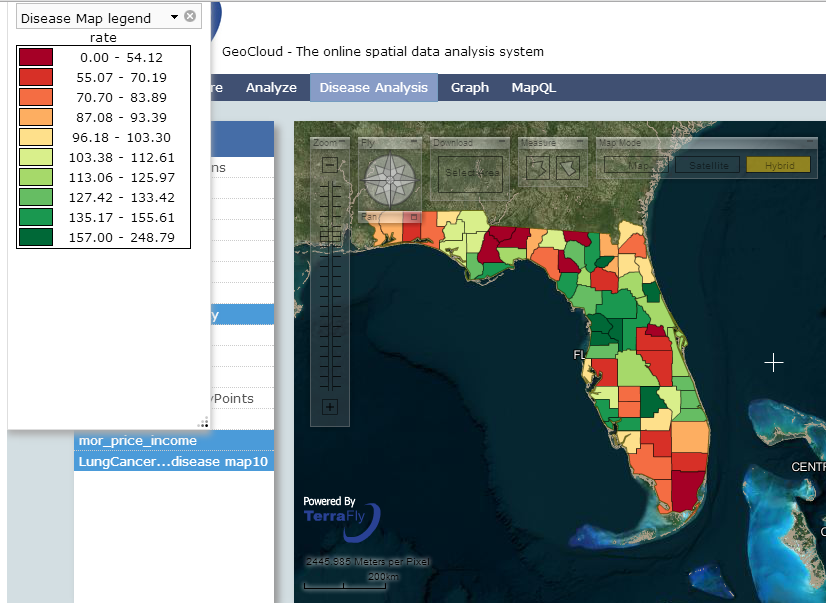 Disease Map legend
rate
0.00 - 54.12
55.07 - 70.19
70.70 - 83.89
87.08 - 93.39
96.18 - 103.30
103.38 - 112.61
113.06 - 125.97
127.42 - 133.42
135.17 - 155.61
157.00 - 248.79
GeoCloud - The online spatial data analysis system
re Analyze Disease Analysis Graph MapQL
ns
y
yPoints
mor_price_income
LungCancer...disease map10
Zoom Fly Download Measure Map Mode
Select Area
Map Satellite Hybrid
Pan
FL
CENT
Powered By
TerraFly
2445.985 Meters per Pixel
200km